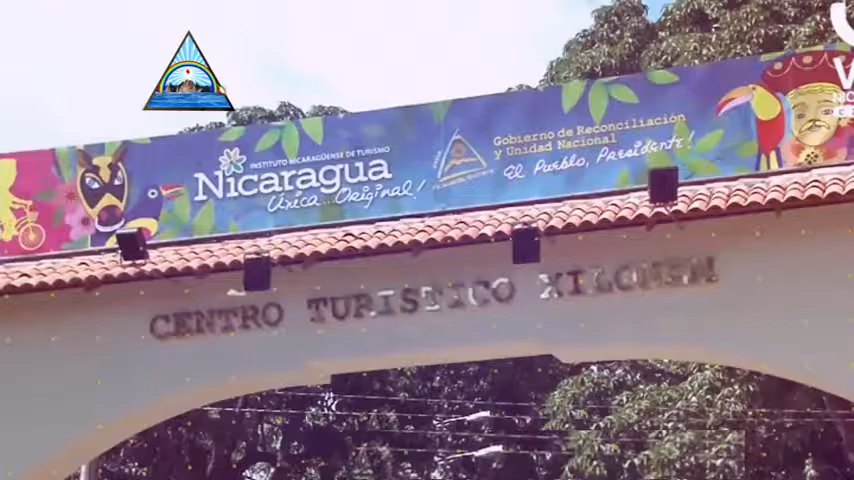 INSTITUTO NICARAGÜENSE DE TURISMO
Nicaragua
Única...Original!
Gobierno de Reconciliación
y Unidad Nacional
El Pueblo, Presidente!
CENTRO TURISTICO XILONEM